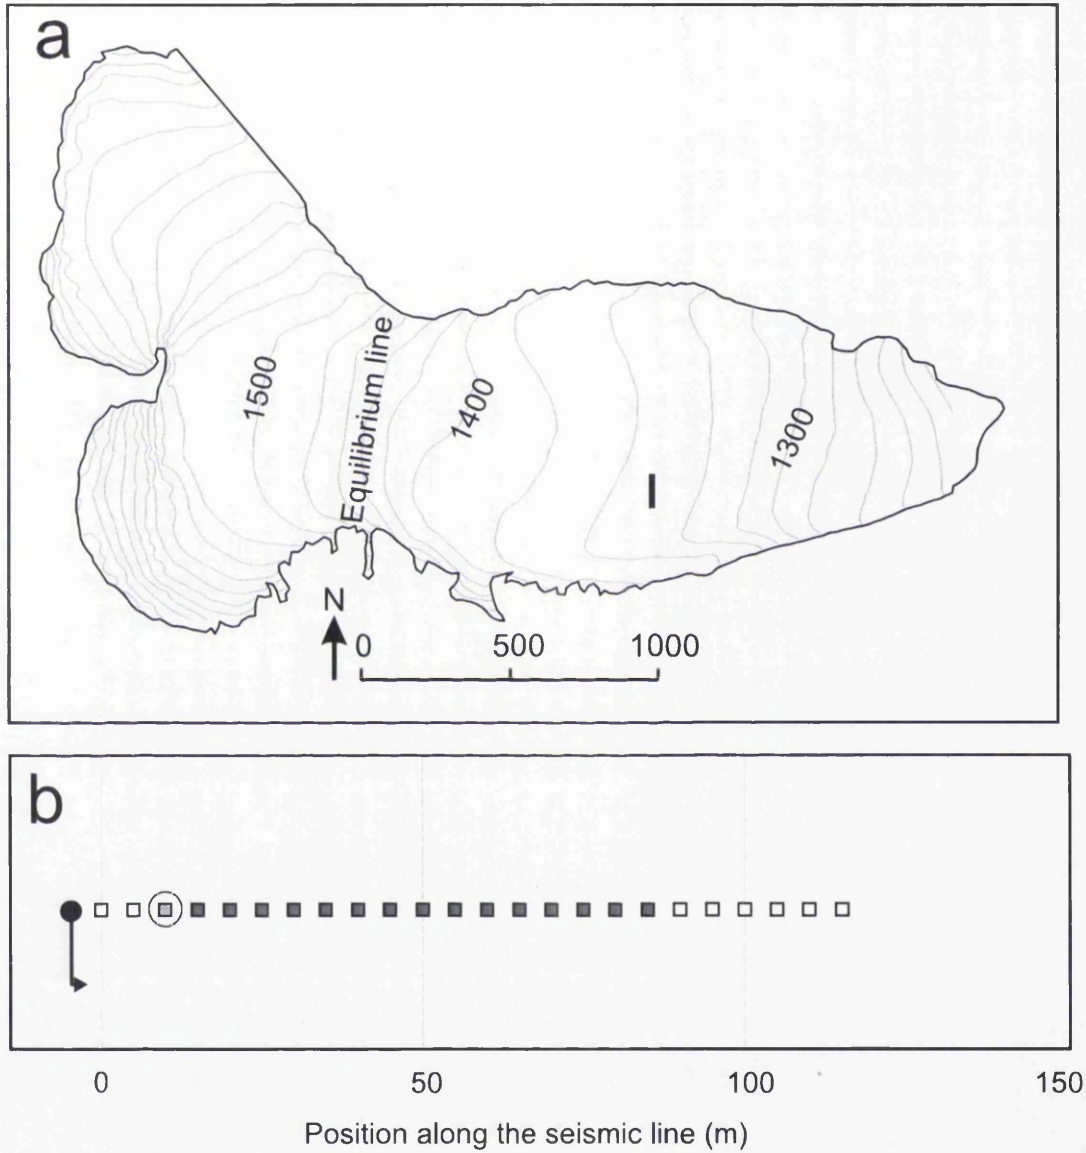 a
1500
Equilibrium line
1400
1300
N
0 500 1000
b
0 50 100 150
Position along the seismic line (m)